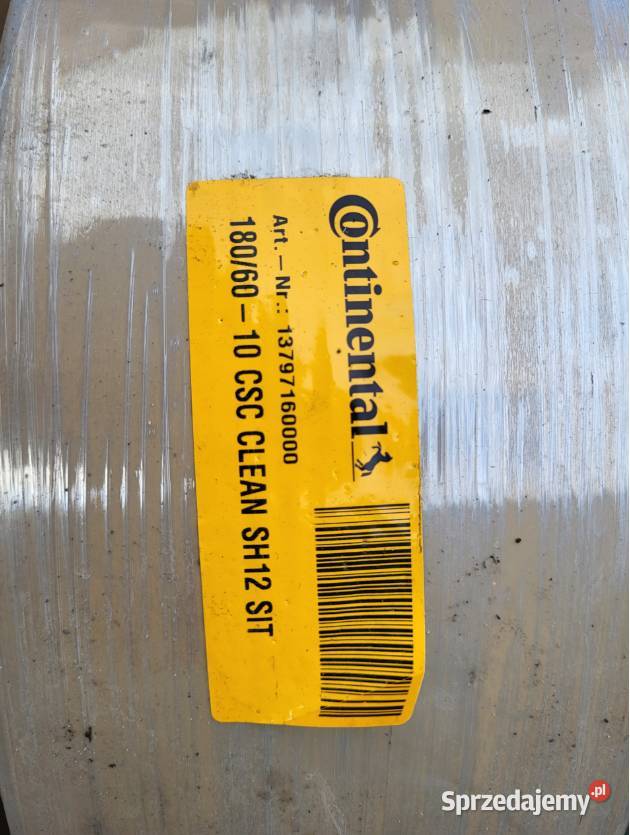 Continental
Art.-Nr.: 13797160000
180/60-10 CSC CLEAN SH12 SIT
Sprzedajemy.pl